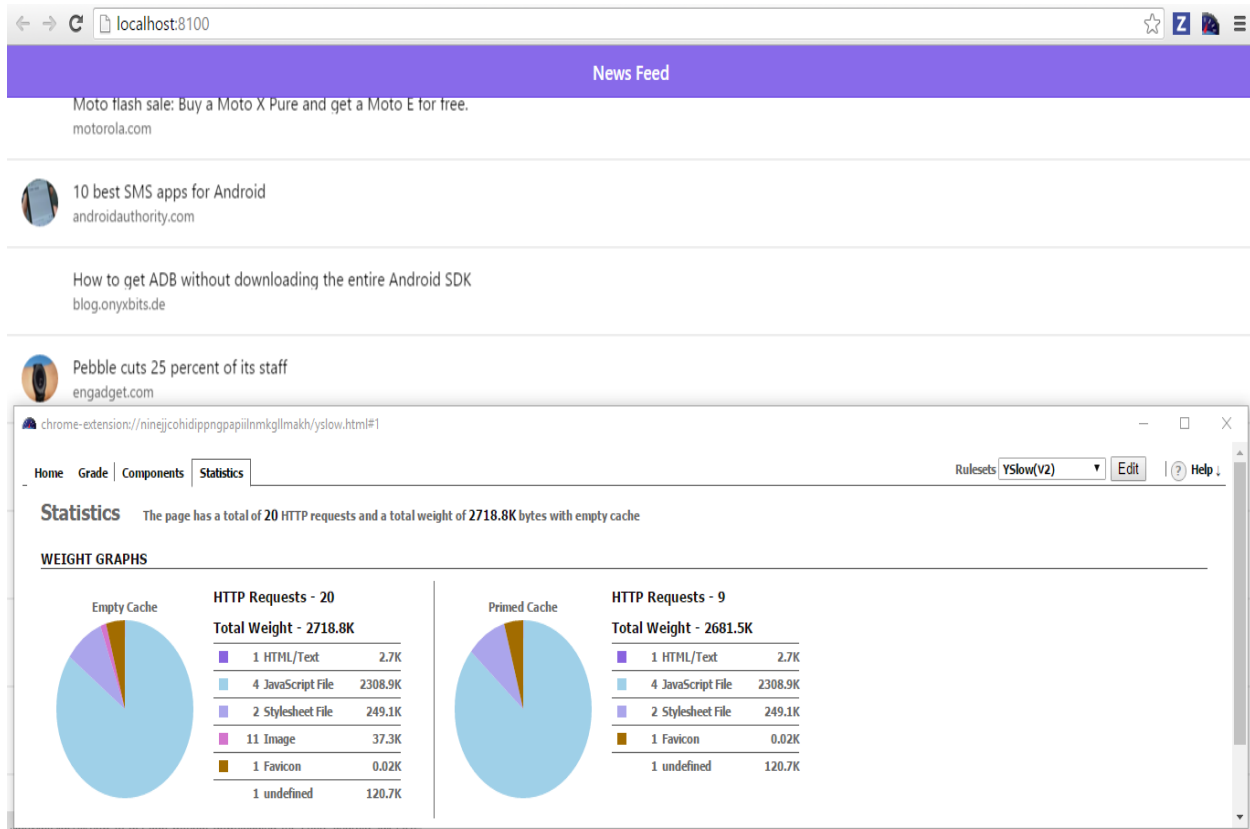 localhost:8100
Z
News Feed
Moto flash sale: Buy a Moto X Pure and get a Moto E for free.
motorola.com
10 best SMS apps for Android
androidauthority.com
How to get ADB without downloading the entire Android SDK
blog.onyxbits.de
Pebble cuts 25 percent of its staff
engadget.com
chrome-extension://ninejjcohidippngpapiilnmkgllmakh/yslow.html#1
Home Grade Components Statistics Rulesets YSlow(V2) Edit ? Help ↓
Statistics The page has a total of 20 HTTP requests and a total weight of 2718.8K bytes with empty cache
WEIGHT GRAPHS
Empty Cache
HTTP Requests - 20
Total Weight - 2718.8K
1 HTML/Text 2.7K
4 JavaScript File 2308.9K
2 Stylesheet File 249.1K
11 Image 37.3K
1 Favicon 0.02K
1 undefined 120.7K
Primed Cache
HTTP Requests - 9
Total Weight - 2681.5K
1 HTML/Text 2.7K
4 JavaScript File 2308.9K
2 Stylesheet File 249.1K
1 Favicon 0.02K
1 undefined 120.7K